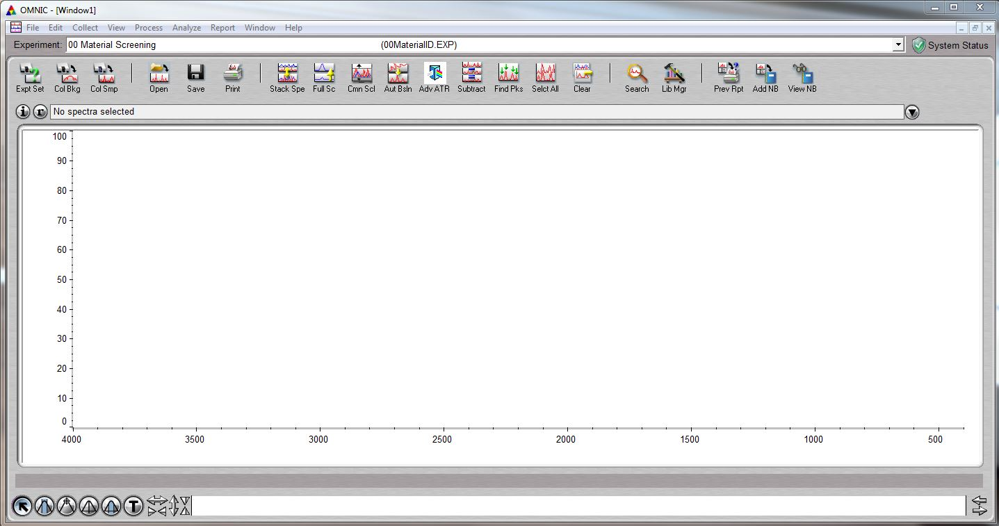 OMNIC - [Window1]
File Edit Collect View Process Analyze Report Window Help
Experiment: 00 Material Screening (00MaterialID.EXP) System Status
Expt Set Col Bkg Col Smp Open Save Print Stack Spe Full Sc Cmn Scl Aut Bsln Adv ATR Subtract Find Pks Selct All Clear Search Lib Mgr Prev Rpt Add NB View NB
i r No spectra selected
100
90
80
70
60
50
40
30
20
10
0
4000 3500 3000 2500 2000 1500 1000 500
T